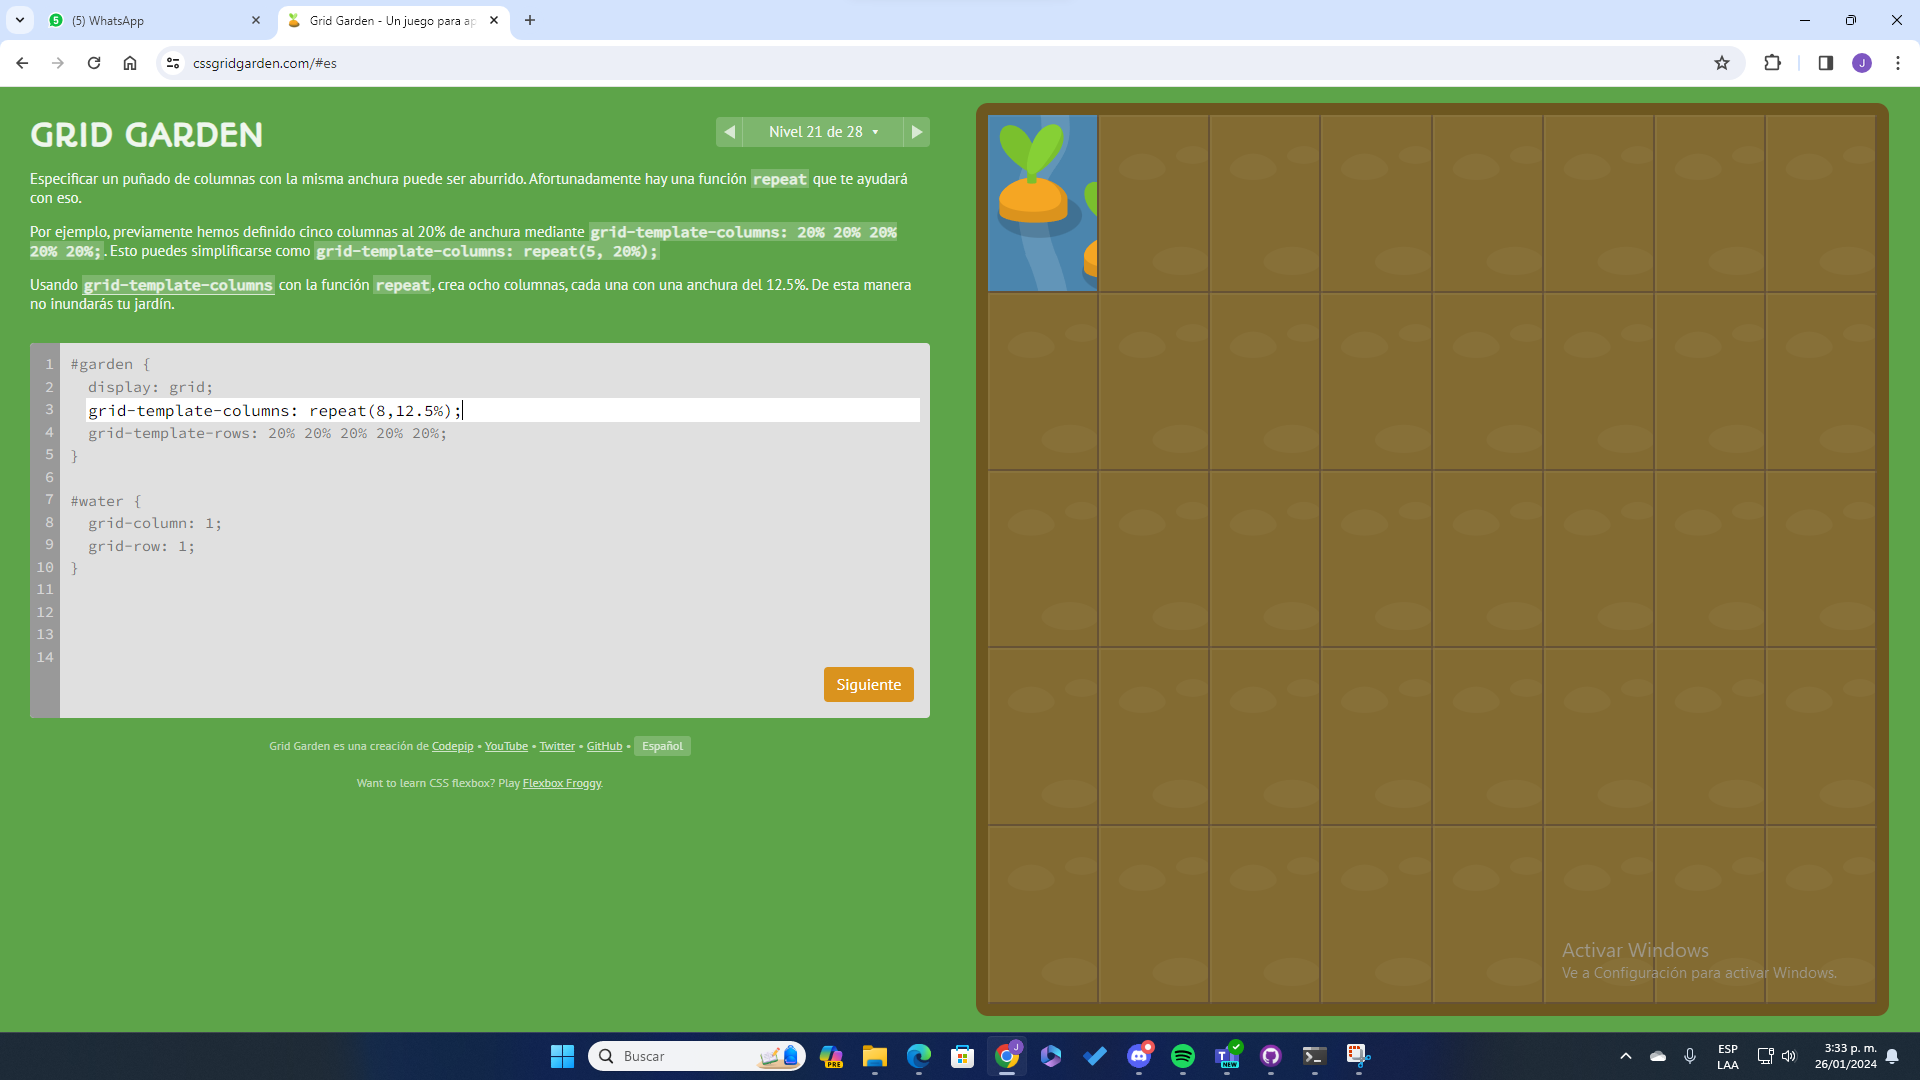 (5) WhatsApp
Grid Garden - Un juego para ap
cssgridgarden.com/#es
J
GRID GARDEN
Nivel 21 de 28
Especificar un puñado de columnas con la misma anchura puede ser aburrido. Afortunadamente hay una función repeat que te ayudará
con eso.
Por ejemplo, previamente hemos definido cinco columnas al 20% de anchura mediante grid-template-columns: 20% 20% 20%
20% 20%;. Esto puedes simplificarse como grid-template-columns: repeat(5, 20%);
Usando grid-template-columns con la función repeat, crea ocho columnas, cada una con una anchura del 12.5%. De esta manera
no inundarás tu jardín.
1 #garden {
2 display: grid;
3 grid-template-columns: repeat(8,12.5%);
4 grid-template-rows: 20% 20% 20% 20% 20%;
5 }
6
7 #water {
8 grid-column: 1;
9 grid-row: 1;
10 }
11
12
13
14
Siguiente
Grid Garden es una creación de Codepip • YouTube • Twitter • GitHub • Español
Want to learn CSS flexbox? Play Flexbox Froggy.
Activar Windows
Ve a Configuración para activar Windows.
Buscar
PRE
NEW
ESP
LAA
3:33 p. m.
26/01/2024